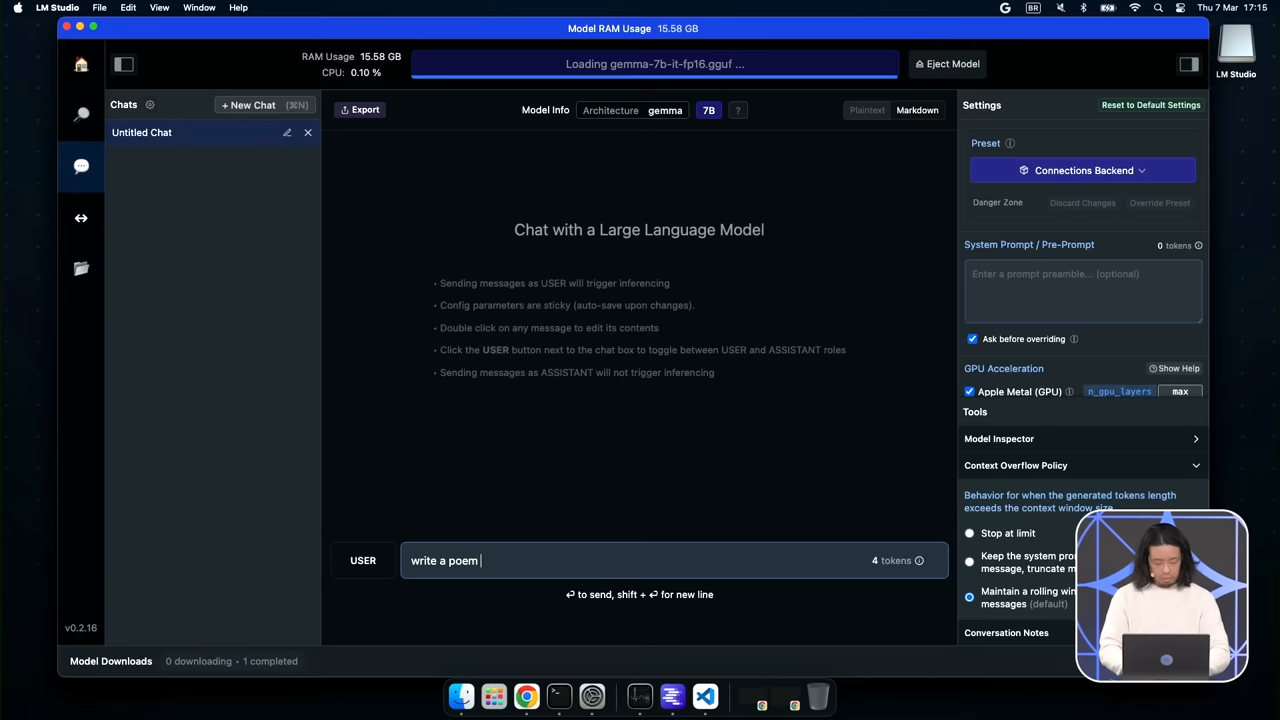 LM Studio File Edit View Window Help
BR Thu 7 Mar 17:15
Model RAM Usage 15.58 GB
RAM Usage 15.58 GB
CPU: 0.10 %
Loading gemma-7b-it-fp16.gguf ...
Eject Model
LM Studio
Chats
+ New Chat (⌘N)
Export
Model Info Architecture gemma 7B ?
Plaintext Markdown
Settings
Reset to Default Settings
Untitled Chat
Preset
Connections Backend
Danger Zone Discard Changes Override Preset
Chat with a Large Language Model
System Prompt / Pre-Prompt 0 tokens
Enter a prompt preamble... (optional)
• Sending messages as USER will trigger inferencing
• Config parameters are sticky (auto-save upon changes).
• Double click on any message to edit its contents
• Click the USER button next to the chat box to toggle between USER and ASSISTANT roles
• Sending messages as ASSISTANT will not trigger inferencing
Ask before overriding
GPU Acceleration Show Help
Apple Metal (GPU) n_gpu_layers max
Tools
Model Inspector
Context Overflow Policy
Behavior for when the generated tokens length
exceeds the context window size.
Stop at limit
Keep the system pro
message, truncate m
Maintain a rolling win
messages (default)
Conversation Notes
USER
write a poem
4 tokens
⏎ to send, shift + ⏎ for new line
v0.2.16
Model Downloads 0 downloading • 1 completed